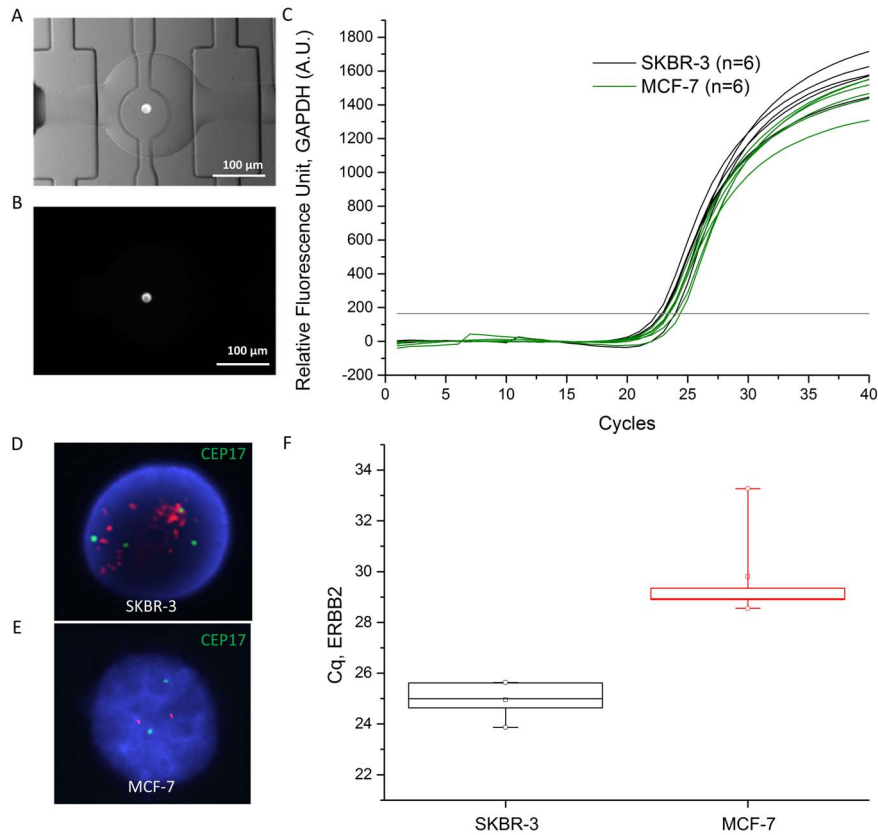 A
100 µm
B
100 µm
C
Relative Fluorescence Unit, GAPDH (A.U.)
1800
1600
1400
1200
1000
800
600
400
200
0
-200
SKBR-3 (n=6)
MCF-7 (n=6)
0 5 10 15 20 25 30 35 40
Cycles
D
CEP17
SKBR-3
E
CEP17
MCF-7
F
Cq, ERBB2
34
32
30
28
26
24
22
SKBR-3 MCF-7